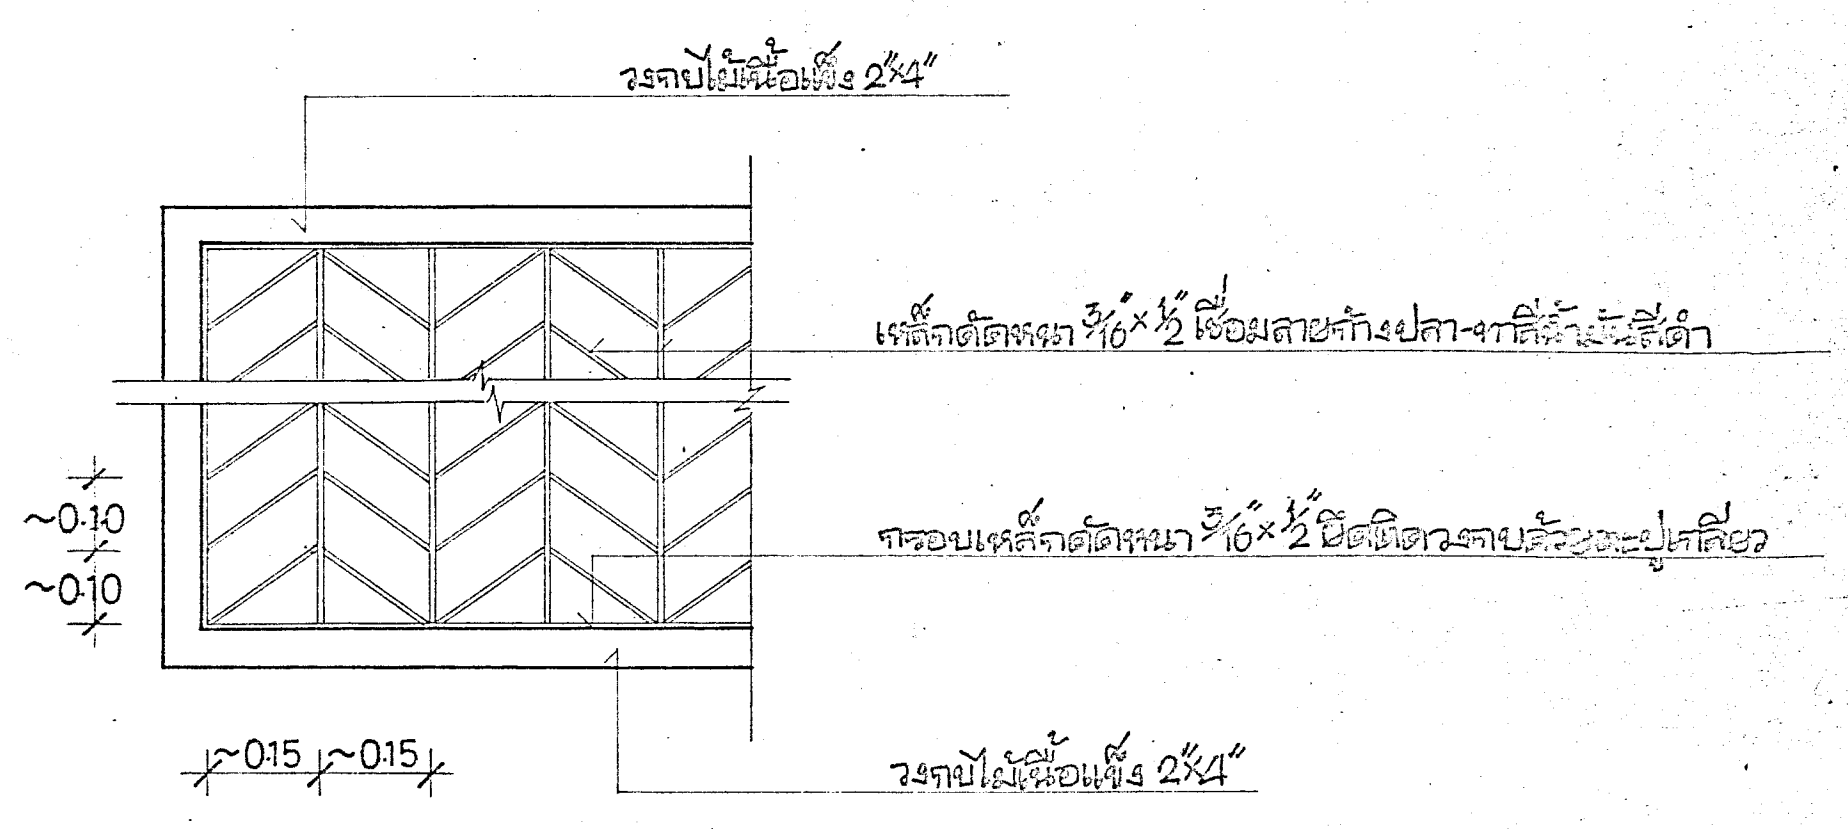 วงกบไม้เนื้อแข็ง 2"x4"
เหล็กดัดหนา 3/16" x 1/2" เชื่อมลายก้างปลา-ทาสีน้ำมันสีดำ
กรอบเหล็กดัดหนา 3/16" x 1/2" ยึดติดวงกบด้วยตะปูเกลียว
~0.10
~0.10
~0.15 ~0.15
วงกบไม้เนื้อแข็ง 2"x4"